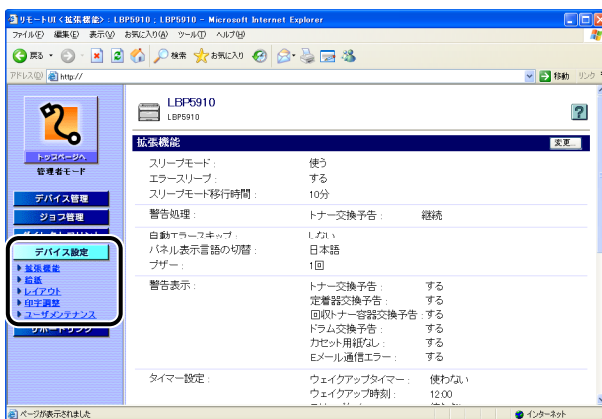 リモートUI <拡張機能> : LBP5910 ; LBP5910 - Microsoft Internet Explorer
ファイル(F) 編集(E) 表示(V) お気に入り(A) ツール(T) ヘルプ(H)
戻る 検索 お気に入り
アドレス(D) http:// 移動 リンク
LBP5910
LBP5910
トップページへ
管理者モード
デバイス管理
ジョブ管理
デバイス設定
拡張機能
給紙
レイアウト
印字調整
ユーザメンテナンス
拡張機能 変更...
スリープモード : 使う
エラースリープ : する
スリープモード移行時間 : 10分
警告処理 : トナー交換予告 : 継続
自動エラースキップ : しない
パネル表示言語の切替 : 日本語
ブザー : 1回
警告表示 : トナー交換予告 : する
定着器交換予告 : する
回収トナー容器交換予告 : する
ドラム交換予告 : する
カセット用紙なし : する
Eメール通信エラー : する
タイマー設定 : ウェイクアップタイマー : 使わない
ウェイクアップ時刻 : 12:00
ページが表示されました インターネット